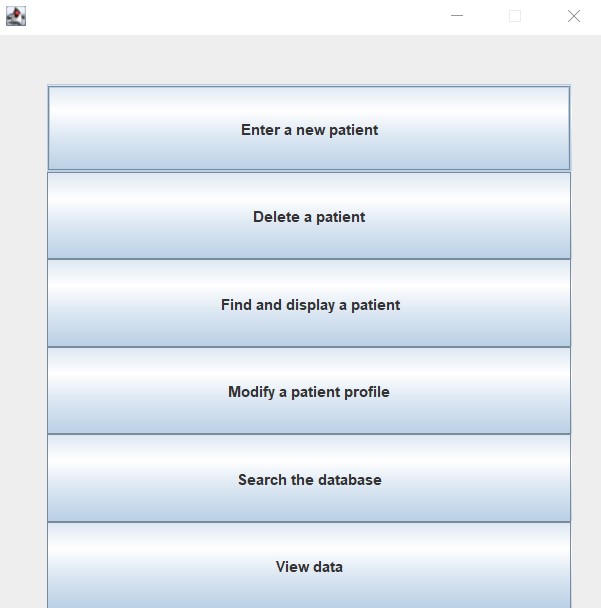 Enter a new patient
Delete a patient
Find and display a patient
Modify a patient profile
Search the database
View data